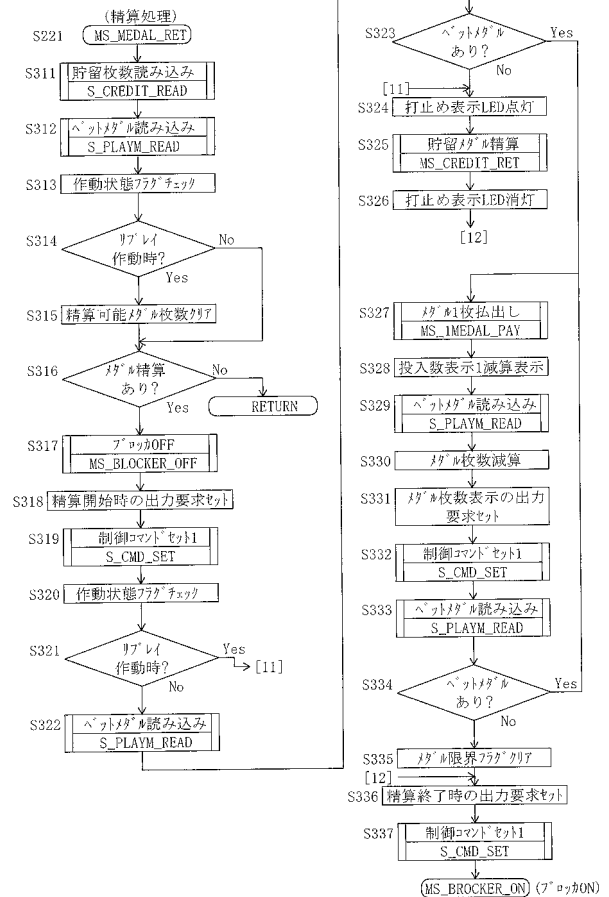 (精算処理)
S221 MS_MEDAL_RET
S311 貯留枚数読み込み
S_CREDIT_READ
S312 ベットメダル読み込み
S_PLAYM_READ
S313 作動状態フラグチェック
S314 リプレイ
作動時?
No
Yes
S315 精算可能メダル枚数クリア
S316 メダル精算
あり?
No
RETURN
Yes
S317 ブロッカOFF
MS_BLOCKER_OFF
S318 精算開始時の出力要求セット
S319 制御コマンドセット1
S_CMD_SET
S320 作動状態フラグチェック
S321 リプレイ
作動時?
Yes
[11]
No
S322 ベットメダル読み込み
S_PLAYM_READ
S323 ベットメダル
あり?
Yes
No
[11]
S324 打止め表示LED点灯
S325 貯留メダル精算
MS_CREDIT_RET
S326 打止め表示LED消灯
[12]
S327 メダル1枚払出し
MS_1MEDAL_PAY
S328 投入数表示1減算表示
S329 ベットメダル読み込み
S_PLAYM_READ
S330 メダル枚数減算
S331 メダル枚数表示の出力
要求セット
S332 制御コマンドセット1
S_CMD_SET
S333 ベットメダル読み込み
S_PLAYM_READ
S334 ベットメダル
あり?
Yes
No
S335 メダル限界フラグクリア
[12]
S336 精算終了時の出力要求セット
S337 制御コマンドセット1
S_CMD_SET
MS_BROCKER_ON (ブロッカON)